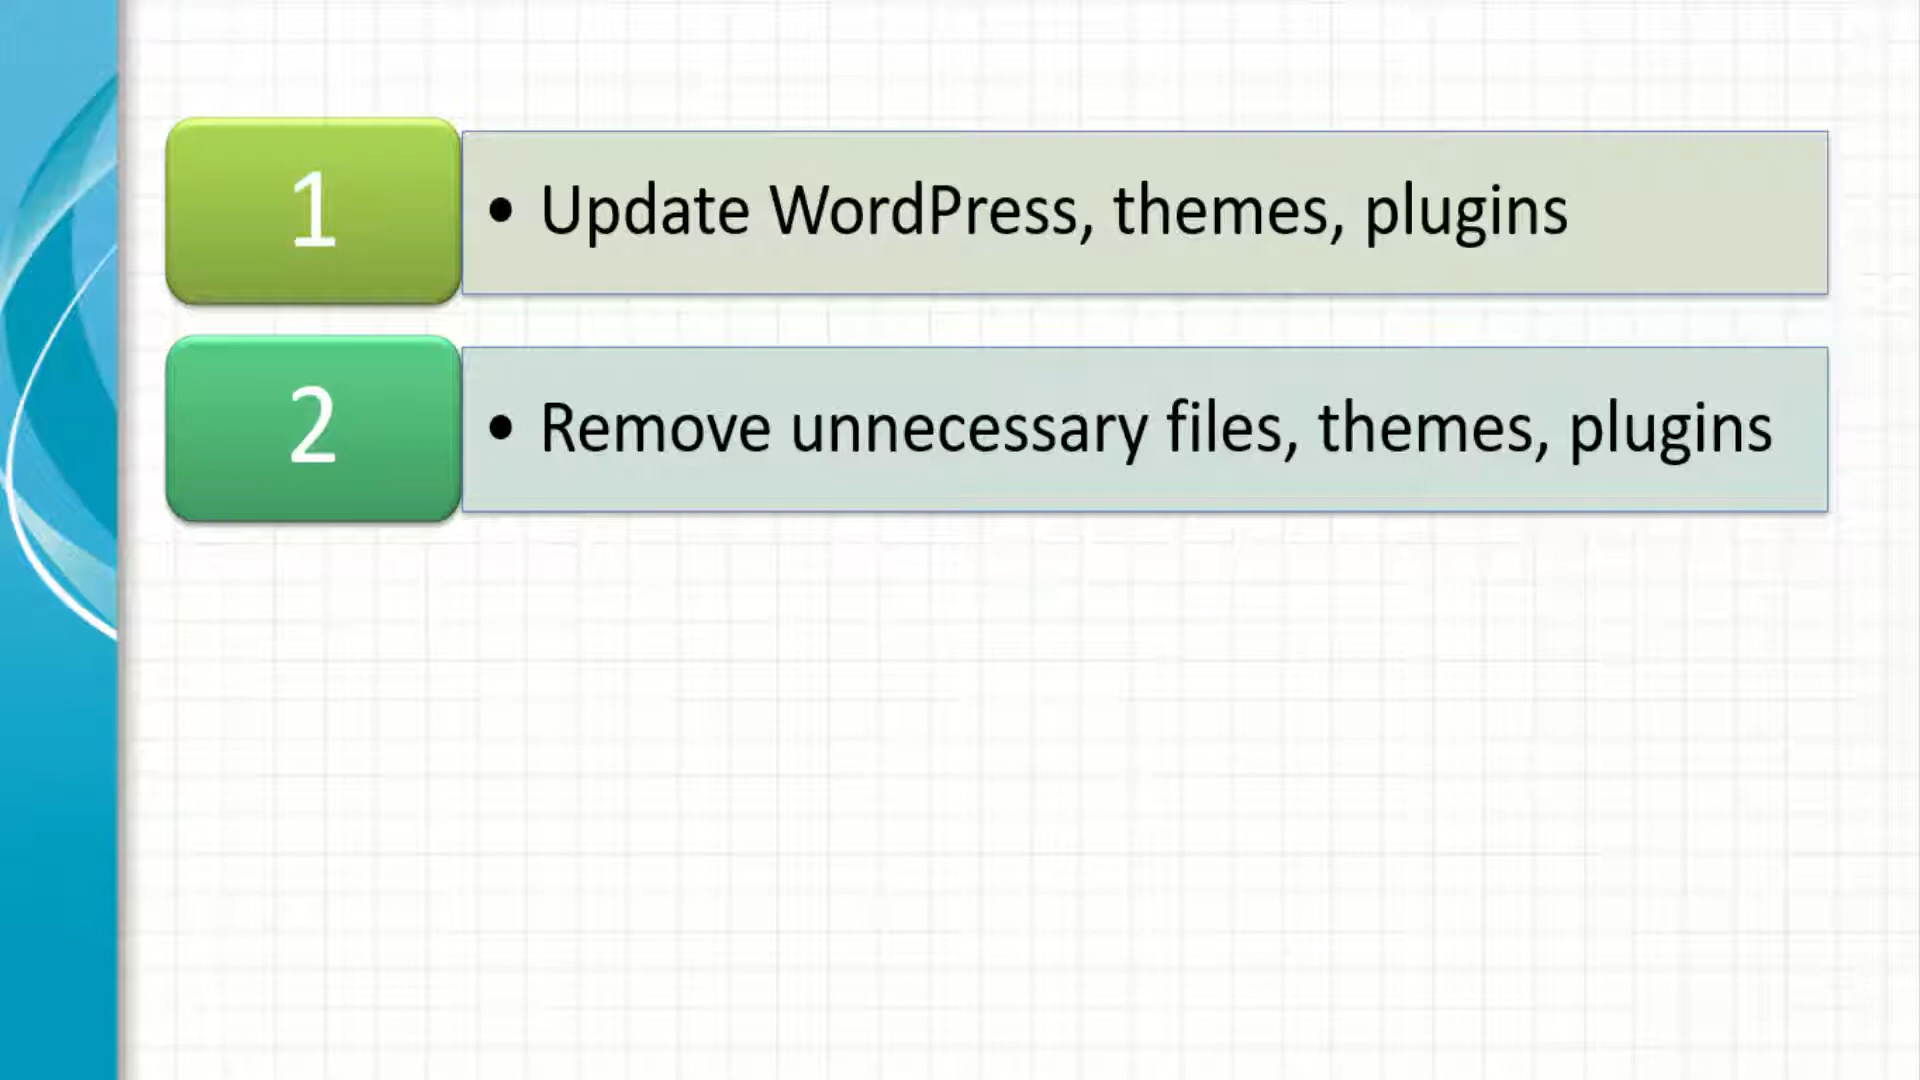 1
• Update WordPress, themes, plugins
2
• Remove unnecessary files, themes, plugins